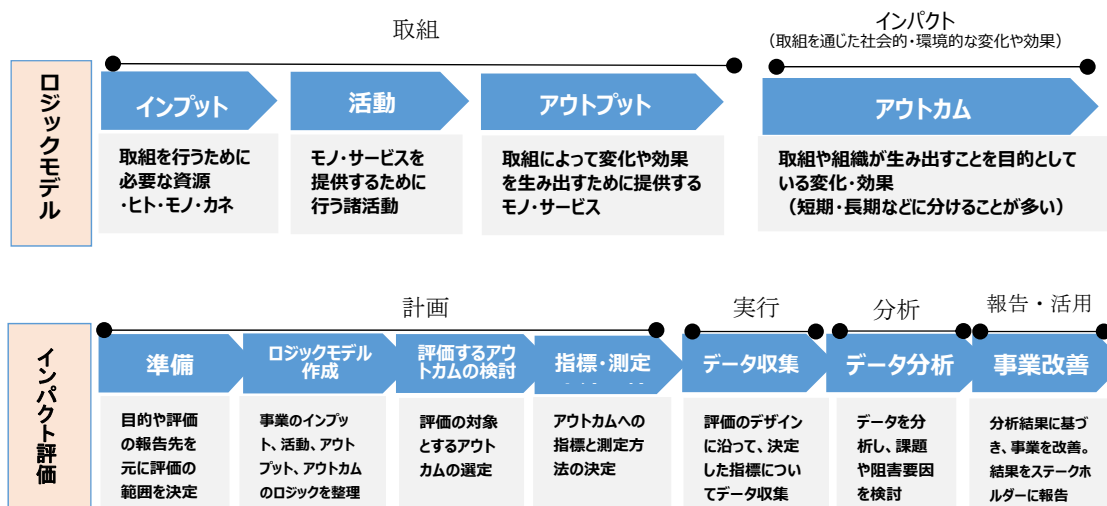 取組
インパクト
（取組を通じた社会的・環境的な変化や効果）
ロジックモデル
インプット
活動
アウトプット
アウトカム
取組を行うために
必要な資源
・ヒト・モノ・カネ
モノ・サービスを
提供するために
行う諸活動
取組によって変化や効果
を生み出すために提供する
モノ・サービス
取組や組織が生み出すことを目的として
いる変化・効果
（短期・長期などに分けることが多い）
計画
実行
分析
報告・活用
インパクト評価
準備
ロジックモデル
作成
評価するアウ
トカムの検討
指標・測定
データ収集
データ分析
事業改善
目的や評価
の報告先を
元に評価の
範囲を決定
事業のインプッ
ト、活動、アウト
プット、アウトカム
のロジックを整理
評価の対象
とするアウト
カムの選定
アウトカムへの
指標と測定方
法の決定
評価のデザイン
に沿って、決定
した指標につい
てデータ収集
データを分
析し、課題
や阻害要因
を検討
分析結果に基づ
き、事業を改善。
結果をステークホ
ルダーに報告